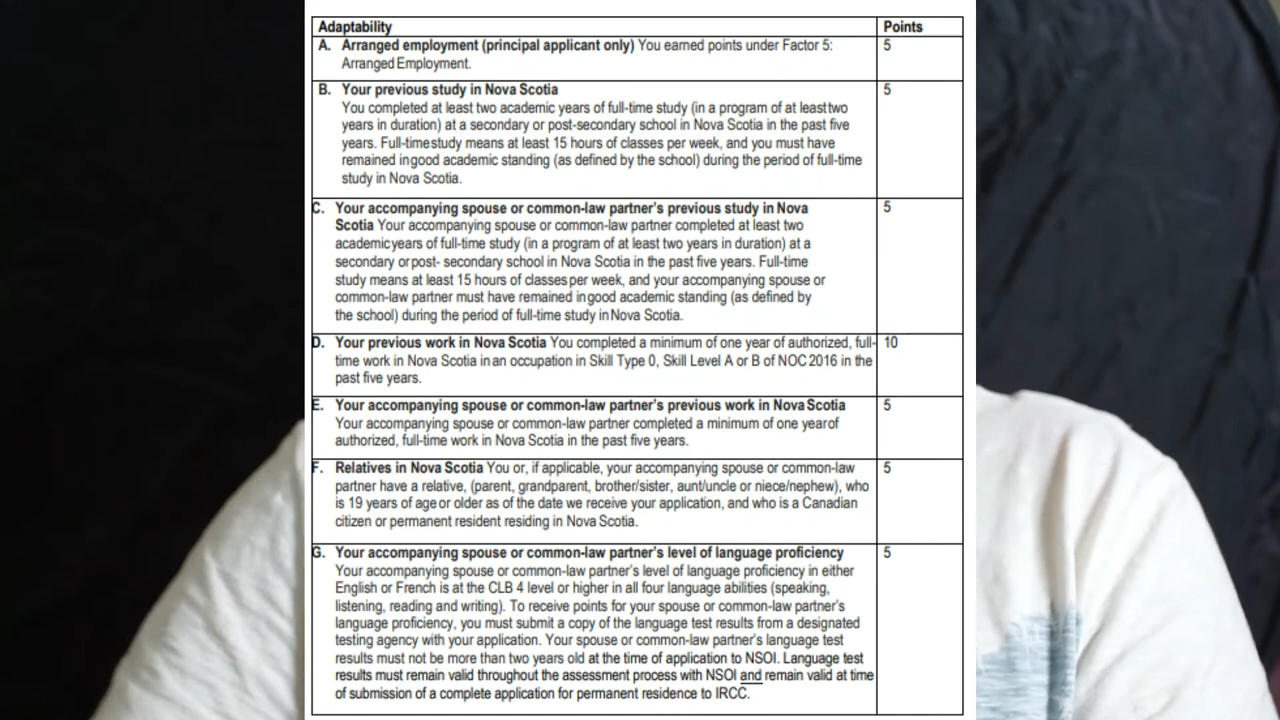 Adaptability Points
A. Arranged employment (principal applicant only) You earned points under Factor 5: 5
Arranged Employment.
B. Your previous study in Nova Scotia 5
You completed at least two academic years of full-time study (in a program of at least two
years in duration) at a secondary or post-secondary school in Nova Scotia in the past five
years. Full-time study means at least 15 hours of classes per week, and you must have
remained in good academic standing (as defined by the school) during the period of full-time
study in Nova Scotia.
C. Your accompanying spouse or common-law partner's previous study in Nova 5
Scotia Your accompanying spouse or common-law partner completed at least two
academic years of full-time study (in a program of at least two years in duration) at a
secondary or post- secondary school in Nova Scotia in the past five years. Full-time
study means at least 15 hours of classes per week, and your accompanying spouse or
common-law partner must have remained in good academic standing (as defined by
the school) during the period of full-time study in Nova Scotia.
D. Your previous work in Nova Scotia You completed a minimum of one year of authorized, full- 10
time work in Nova Scotia in an occupation in Skill Type 0, Skill Level A or B of NOC 2016 in the
past five years.
E. Your accompanying spouse or common-law partner's previous work in Nova Scotia 5
Your accompanying spouse or common-law partner completed a minimum of one year of
authorized, full-time work in Nova Scotia in the past five years.
F. Relatives in Nova Scotia You or, if applicable, your accompanying spouse or common-law 5
partner have a relative, (parent, grandparent, brother/sister, aunt/uncle or niece/nephew), who
is 19 years of age or older as of the date we receive your application, and who is a Canadian
citizen or permanent resident residing in Nova Scotia.
G. Your accompanying spouse or common-law partner's level of language proficiency 5
Your accompanying spouse or common-law partner's level of language proficiency in either
English or French is at the CLB 4 level or higher in all four language abilities (speaking,
listening, reading and writing). To receive points for your spouse or common-law partner's
language proficiency, you must submit a copy of the language test results from a designated
testing agency with your application. Your spouse or common-law partner's language test
results must not be more than two years old at the time of application to NSOI. Language test
results must remain valid throughout the assessment process with NSOI and remain valid at time
of submission of a complete application for permanent residence to IRCC.